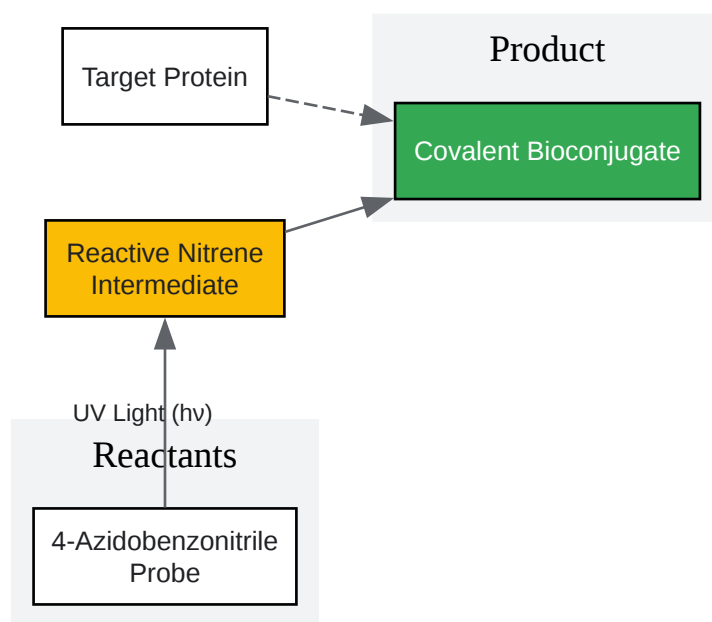 Product
Target Protein
Covalent Bioconjugate
Reactive Nitrene
Intermediate
UV Light (hν)
Reactants
4-Azidobenzonitrile
Probe